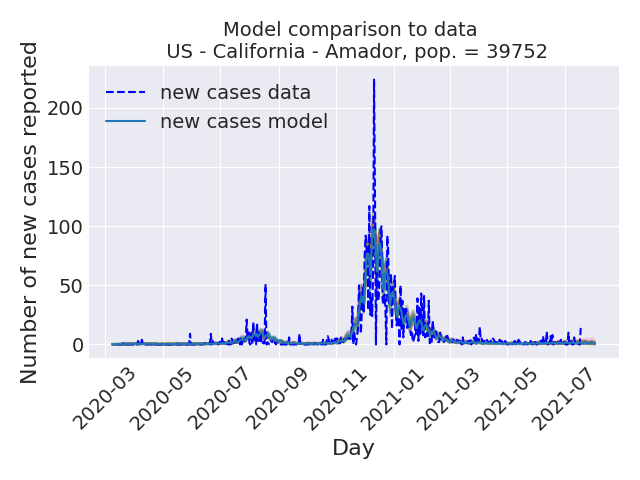 Model comparison to data
US - California - Amador, pop. = 39752
new cases data
new cases model
Number of new cases reported
200
150
100
50
0
2020-03
2020-05
2020-07
2020-09
2020-11
2021-01
2021-03
2021-05
2021-07
Day